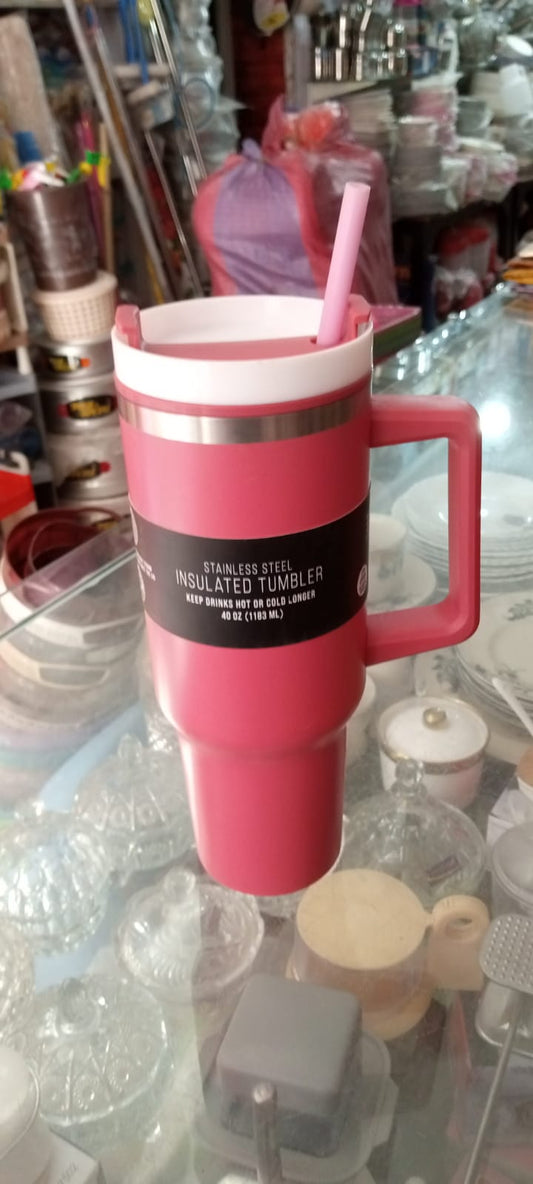 STAINLESS STEEL
INSULATED TUMBLER
KEEP DRINKS HOT OR COLD LONGER
40 OZ (1183 ML)